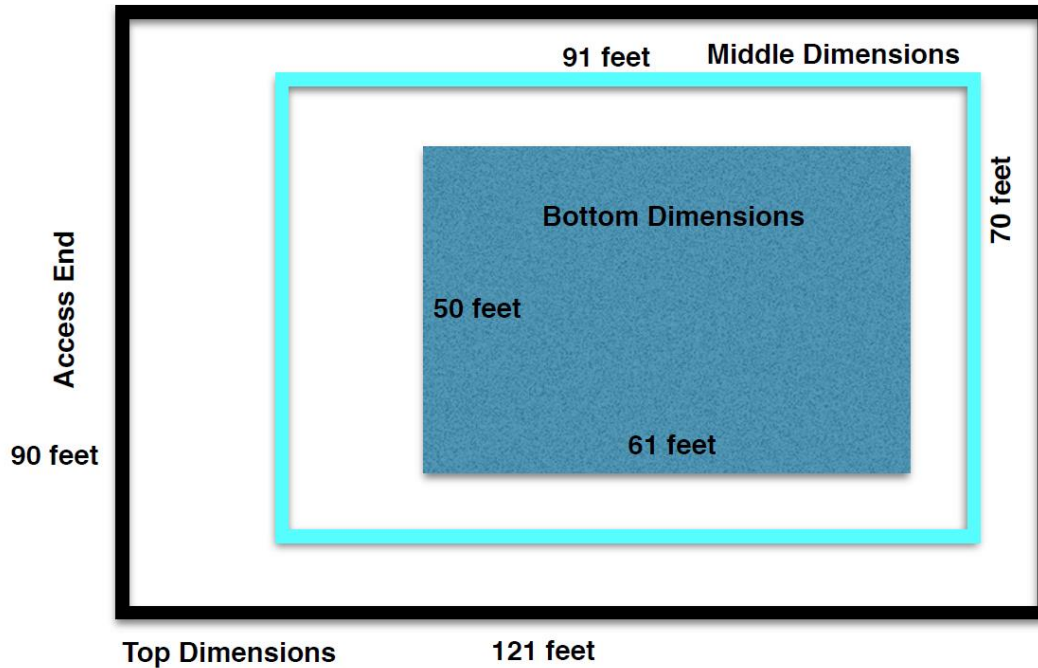 91 feet
Middle Dimensions
70 feet
Bottom Dimensions
Access End
50 feet
61 feet
90 feet
Top Dimensions
121 feet